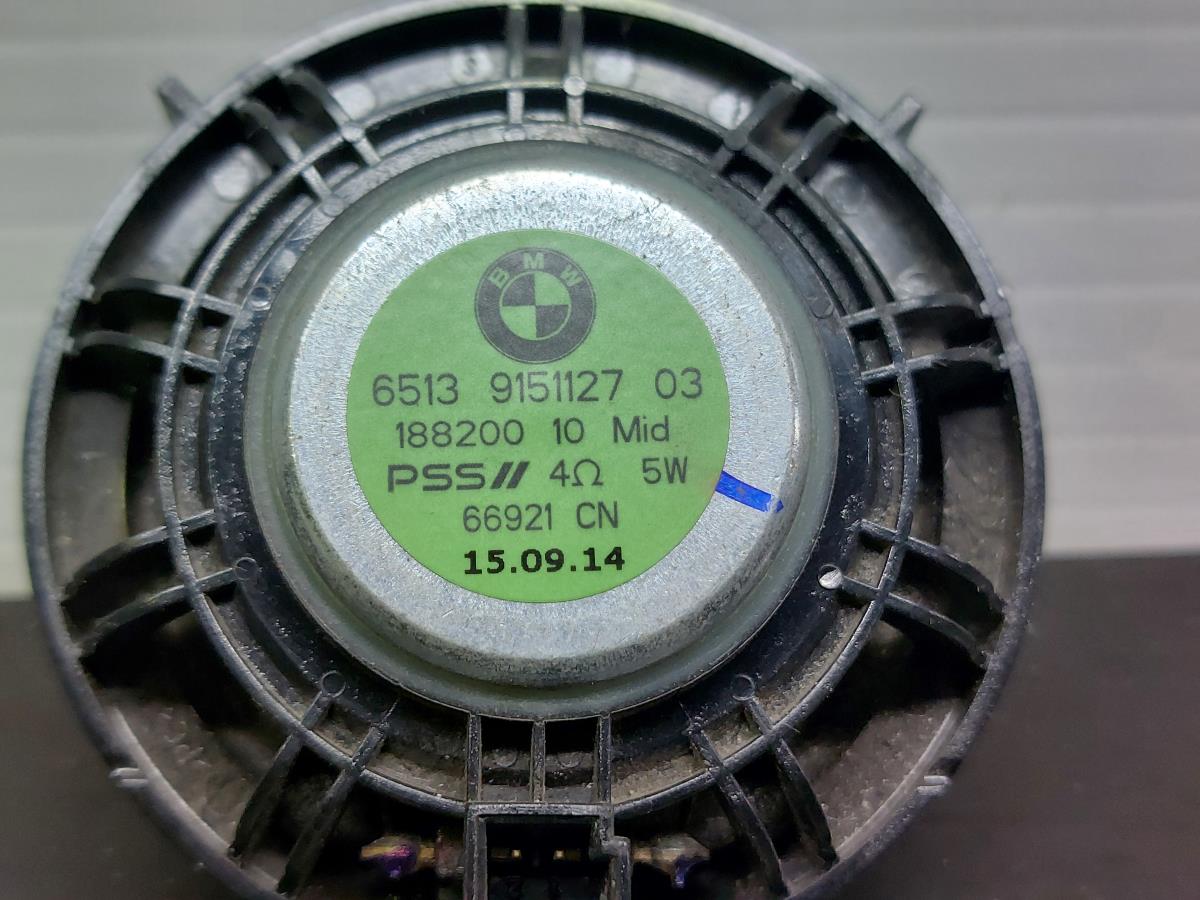 BMW
6513 9151127 03
188200 10 Mid
PSS// 4Ω 5W
66921 CN
15.09.14